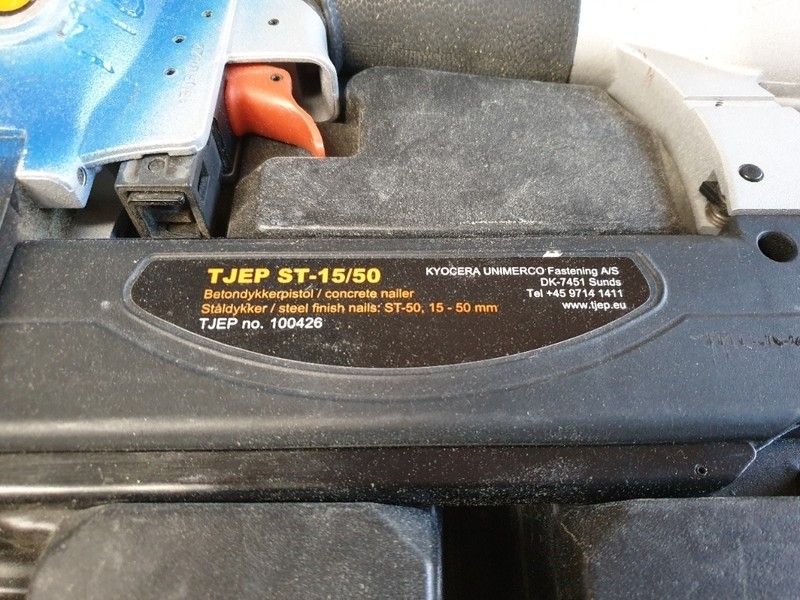 TJEP ST-15/50
Betondykkerpistol / concrete nailer
Ståldykker / steel finish nails: ST-50, 15 - 50 mm
TJEP no. 100426
KYOCERA UNIMERCO Fastening A/S
DK-7451 Sunds
Tel +45 9714 1411
www.tjep.eu